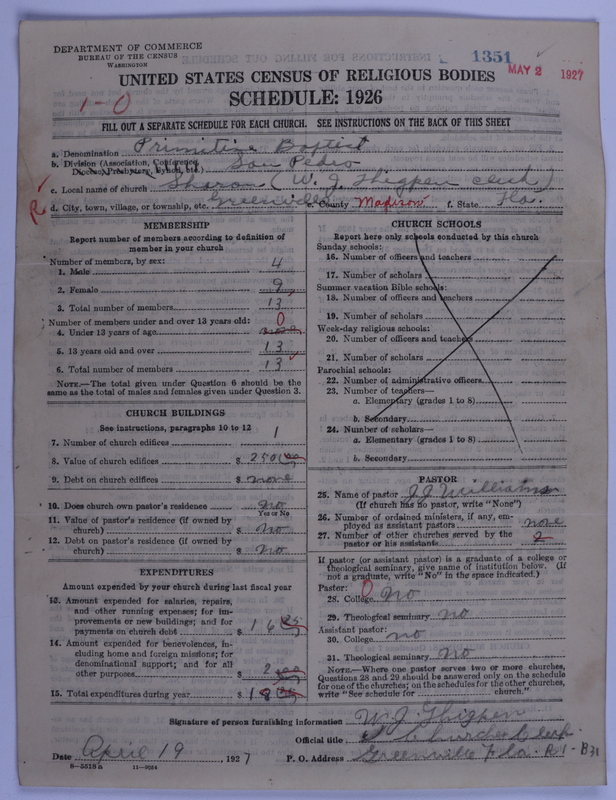 DEPARTMENT OF COMMERCE
BUREAU OF THE CENSUS
WASHINGTON
1351
MAY 2 1927
UNITED STATES CENSUS OF RELIGIOUS BODIES
1-0
SCHEDULE: 1926
FILL OUT A SEPARATE SCHEDULE FOR EACH CHURCH. SEE INSTRUCTIONS ON THE BACK OF THIS SHEET
a. Denomination Primitive Baptist
b. Division (Association, Conference, Diocese, Presbytery, Synod, etc.) San Pedro
c. Local name of church Sharon (W. J. Thigpen clerk)
R d. City, town, village, or township, etc. Greenville e. County Madison f. State Fla.
MEMBERSHIP
Report number of members according to definition of
member in your church
Number of members, by sex:
1. Male 4
2. Female 9
3. Total number of members 13
Number of members under and over 13 years old: 0
4. Under 13 years of age none
5. 13 years old and over 13
6. Total number of members 13
NOTE.—The total given under Question 6 should be the
same as the total of males and females given under Question 3.
CHURCH BUILDINGS
See instructions, paragraphs 10 to 12
7. Number of church edifices 1
8. Value of church edifices $ 250.00
9. Debt on church edifices $ none
10. Does church own pastor's residence no
Yes or No
11. Value of pastor's residence (if owned by
church) $ No
12. Debt on pastor's residence (if owned by
church) $ No
EXPENDITURES
Amount expended by your church during last fiscal year
13. Amount expended for salaries, repairs,
and other running expenses; for im-
provements or new buildings; and for
payments on church debt $ 16
14. Amount expended for benevolences, in-
cluding home and foreign missions; for
denominational support; and for all
other purposes $ 2.00
15. Total expenditures during year $ 18
CHURCH SCHOOLS
Report here only schools conducted by this church
Sunday schools:
16. Number of officers and teachers
17. Number of scholars
Summer vacation Bible schools:
18. Number of officers and teachers
19. Number of scholars
Week-day religious schools:
20. Number of officers and teachers
21. Number of scholars
Parochial schools:
22. Number of administrative officers
23. Number of teachers—
a. Elementary (grades 1 to 8)
b. Secondary
24. Number of scholars—
a. Elementary (grades 1 to 8)
b. Secondary
PASTOR
25. Name of pastor J J Williams
(If church has no pastor, write "None")
26. Number of ordained ministers, if any, em-
ployed as assistant pastors none
27. Number of other churches served by the
pastor or his assistants 2
If pastor (or assistant pastor) is a graduate of a college or
theological seminary, give name of institution below. (If
not a graduate, write "No" in the space indicated.)
Pastor: 0
28. College No
29. Theological seminary no
Assistant pastor:
30. College no
31. Theological seminary no
NOTE.—Where one pastor serves two or more churches,
Questions 28 and 29 should be answered only on the schedule
for one of the churches; on the schedules for the other churches,
write "See schedule for church."
Signature of person furnishing information W. J. Thigpen
Official title Church Clerk
Date April 19, 1927 P. O. Address Greenville Fla. R1 - B31
8-5518a 11-9054